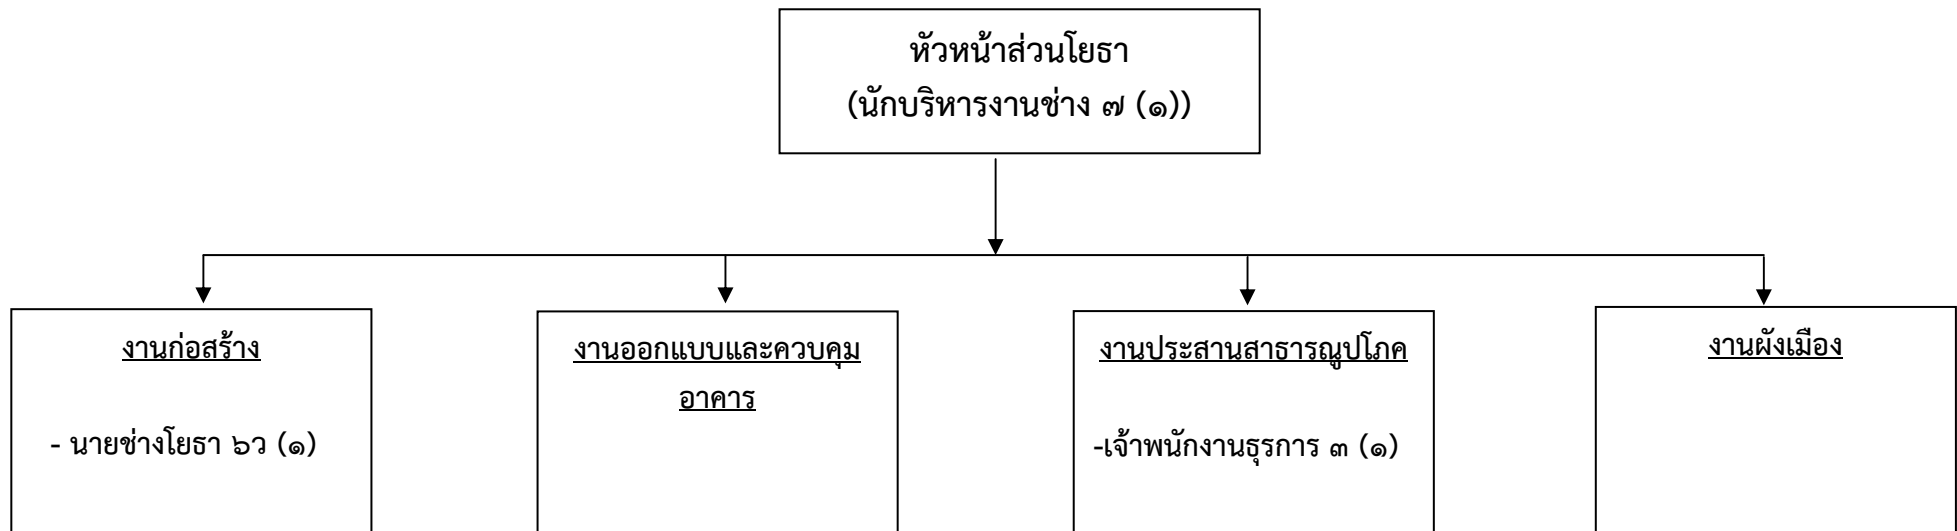 หัวหน้าส่วนโยธา
(นักบริหารงานช่าง ๗ (๑))
งานก่อสร้าง
- นายช่างโยธา ๖ว (๑)
งานออกแบบและควบคุม
อาคาร
งานประสานสาธารณูปโภค
-เจ้าพนักงานธุรการ ๓ (๑)
งานผังเมือง